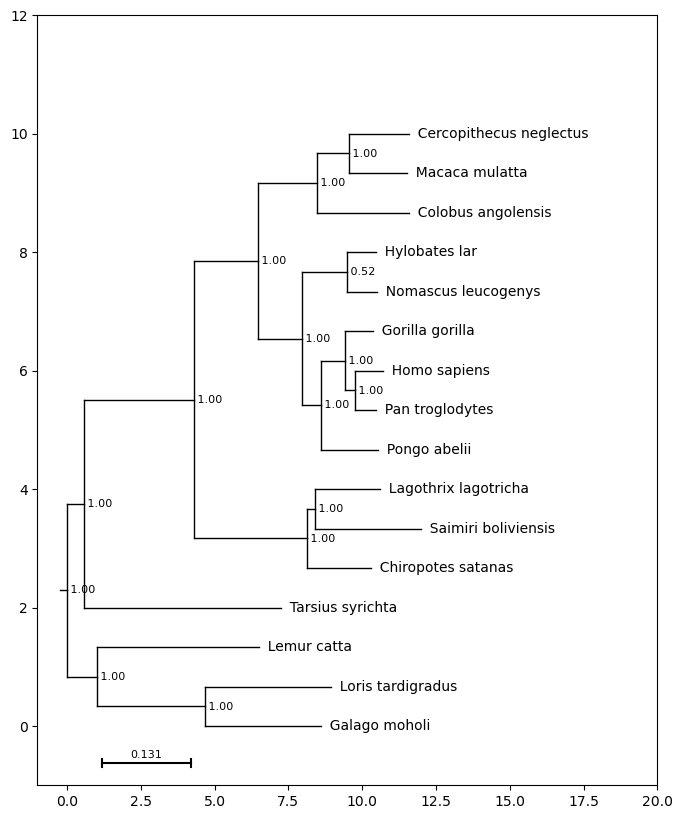 12
10
Cercopithecus neglectus
1.00
Macaca mulatta
1.00
Colobus angolensis
8
Hylobates lar
1.00
0.52
Nomascus leucogenys
Gorilla gorilla
1.00
1.00
6
Homo sapiens
1.00
Pan troglodytes
1.00
1.00
Pongo abelii
4
Lagothrix lagotricha
1.00
1.00
Saimiri boliviensis
1.00
Chiropotes satanas
1.00
2
Tarsius syrichta
Lemur catta
1.00
Loris tardigradus
1.00
0
Galago moholi
0.131
0.0 2.5 5.0 7.5 10.0 12.5 15.0 17.5 20.0